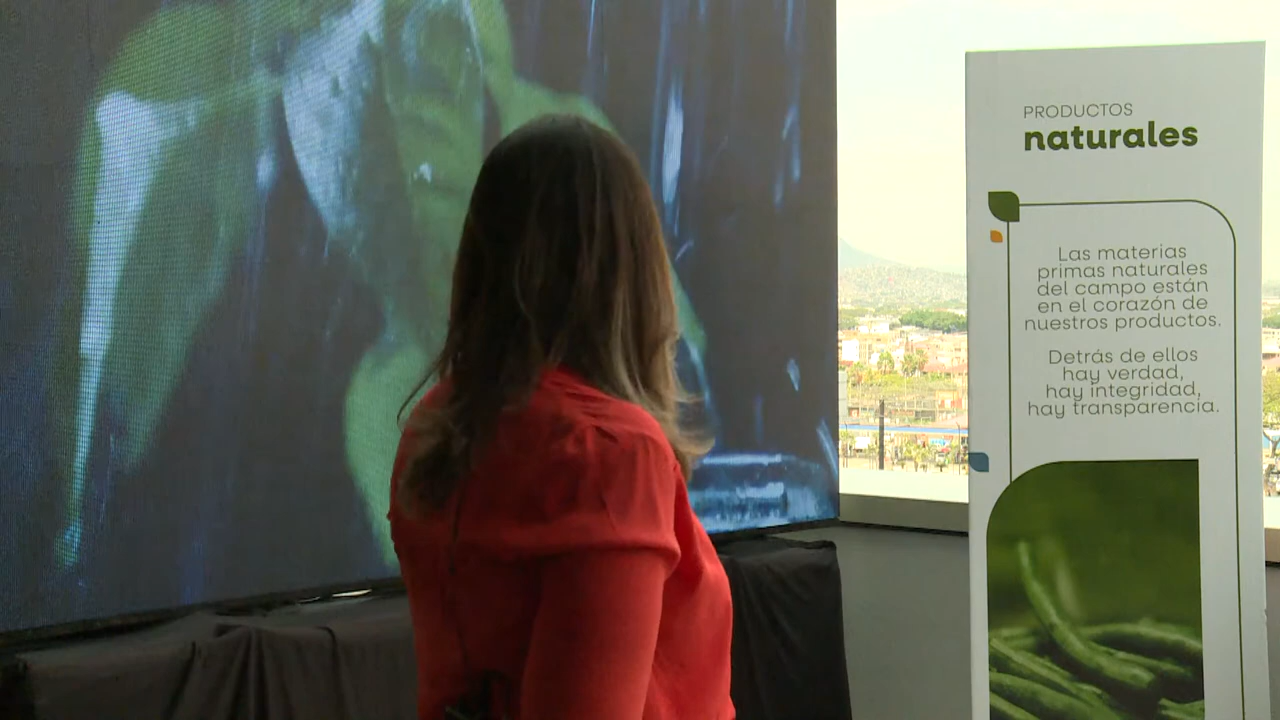 PRODUCTOS
naturales
Las materias
primas naturales
del campo están
en el corazón de
nuestros productos.
Detrás de ellos
hay verdad,
hay integridad,
hay transparencia.